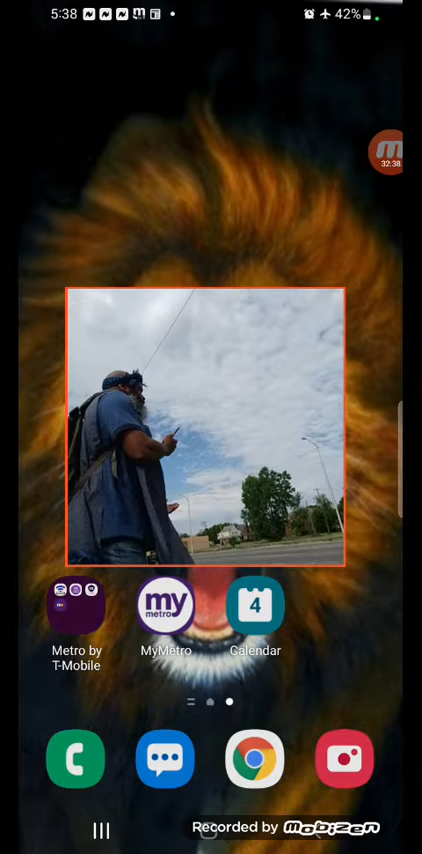 5:38
42%
m
32:38
my
metro
4
Metro by
T-Mobile
MyMetro
Calendar
Recorded by mobizen